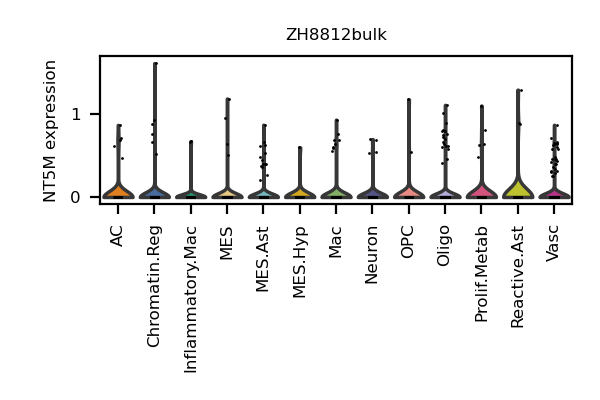 ZH8812bulk
NT5M expression
1
0
AC
Chromatin.Reg
Inflammatory.Mac
MES
MES.Ast
MES.Hyp
Mac
Neuron
OPC
Oligo
Prolif.Metab
Reactive.Ast
Vasc